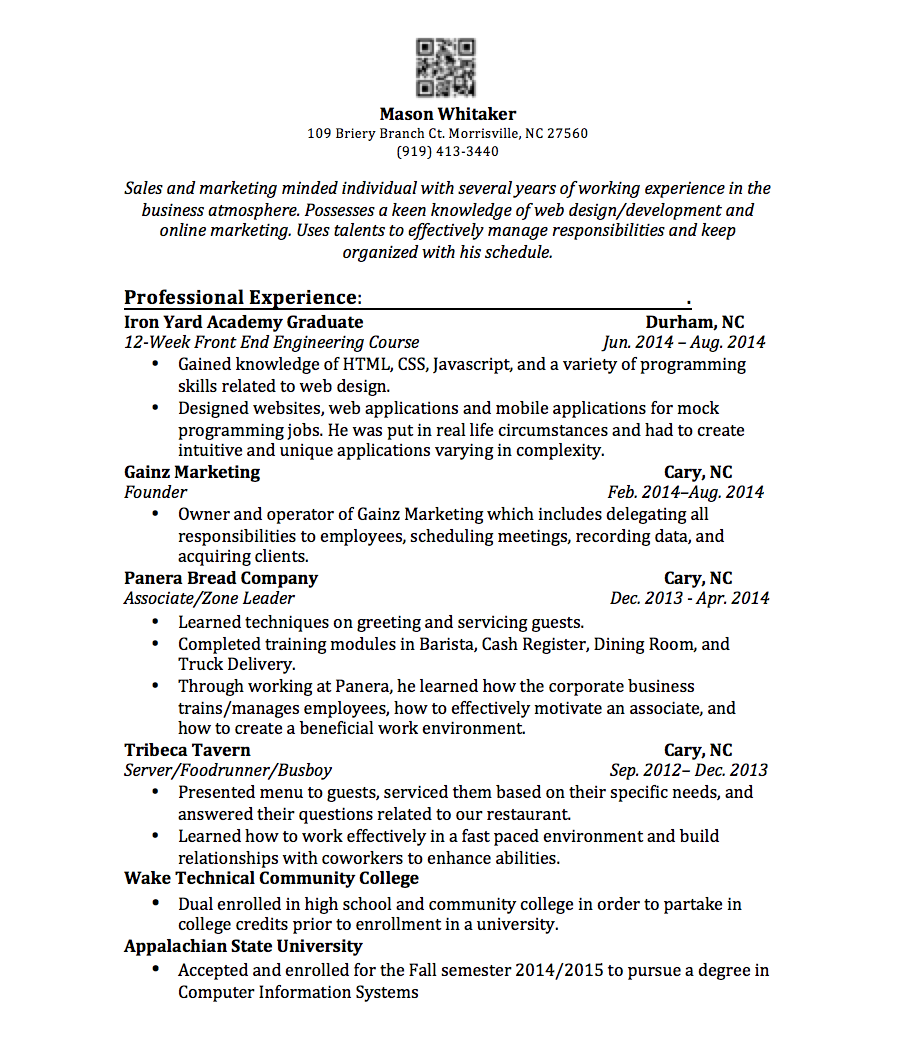 Mason Whitaker
109 Briery Branch Ct. Morrisville, NC 27560
(919) 413-3440
Sales and marketing minded individual with several years of working experience in the
business atmosphere. Possesses a keen knowledge of web design/development and
online marketing. Uses talents to effectively manage responsibilities and keep
organized with his schedule.
Professional Experience: .
Iron Yard Academy Graduate Durham, NC
12-Week Front End Engineering Course Jun. 2014 – Aug. 2014
• Gained knowledge of HTML, CSS, Javascript, and a variety of programming
skills related to web design.
• Designed websites, web applications and mobile applications for mock
programming jobs. He was put in real life circumstances and had to create
intuitive and unique applications varying in complexity.
Gainz Marketing Cary, NC
Founder Feb. 2014–Aug. 2014
• Owner and operator of Gainz Marketing which includes delegating all
responsibilities to employees, scheduling meetings, recording data, and
acquiring clients.
Panera Bread Company Cary, NC
Associate/Zone Leader Dec. 2013 - Apr. 2014
• Learned techniques on greeting and servicing guests.
• Completed training modules in Barista, Cash Register, Dining Room, and
Truck Delivery.
• Through working at Panera, he learned how the corporate business
trains/manages employees, how to effectively motivate an associate, and
how to create a beneficial work environment.
Tribeca Tavern Cary, NC
Server/Foodrunner/Busboy Sep. 2012– Dec. 2013
• Presented menu to guests, serviced them based on their specific needs, and
answered their questions related to our restaurant.
• Learned how to work effectively in a fast paced environment and build
relationships with coworkers to enhance abilities.
Wake Technical Community College
• Dual enrolled in high school and community college in order to partake in
college credits prior to enrollment in a university.
Appalachian State University
• Accepted and enrolled for the Fall semester 2014/2015 to pursue a degree in
Computer Information Systems